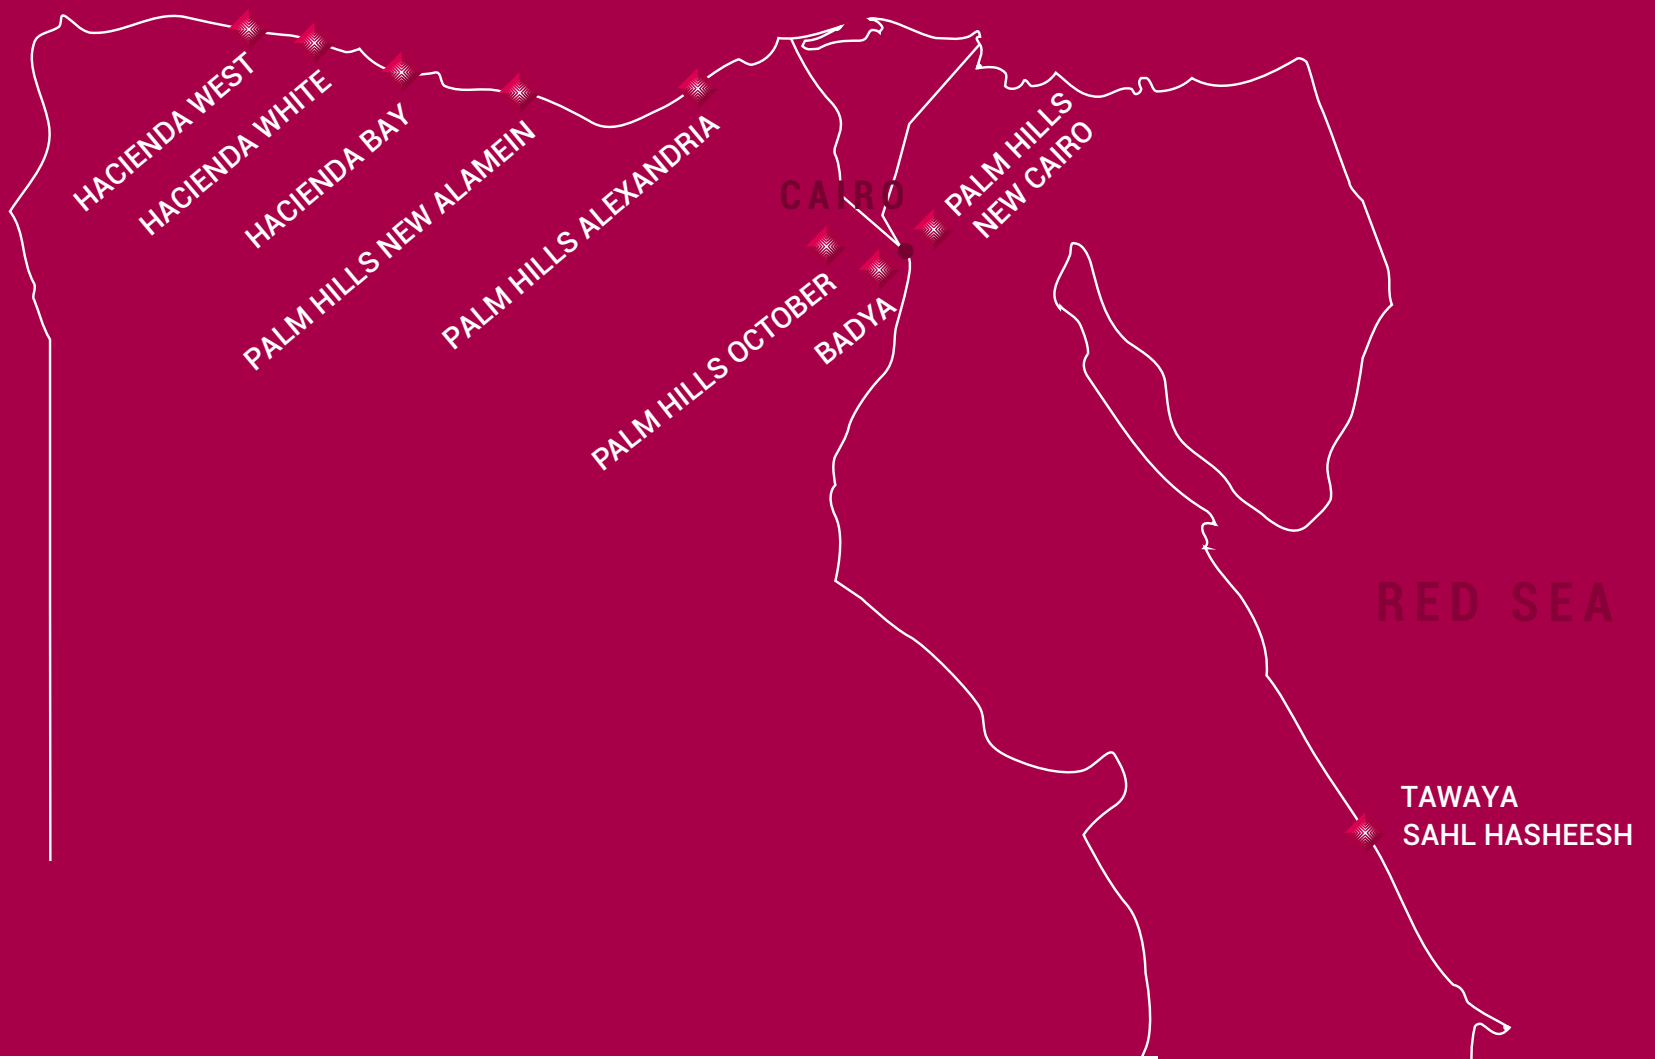 HACIENDA WEST
HACIENDA WHITE
HACIENDA BAY
PALM HILLS NEW ALAMEIN
PALM HILLS ALEXANDRIA
CAIRO
PALM HILLS
NEW CAIRO
PALM HILLS OCTOBER
BADYA
RED SEA
TAWAYA
SAHL HASHEESH